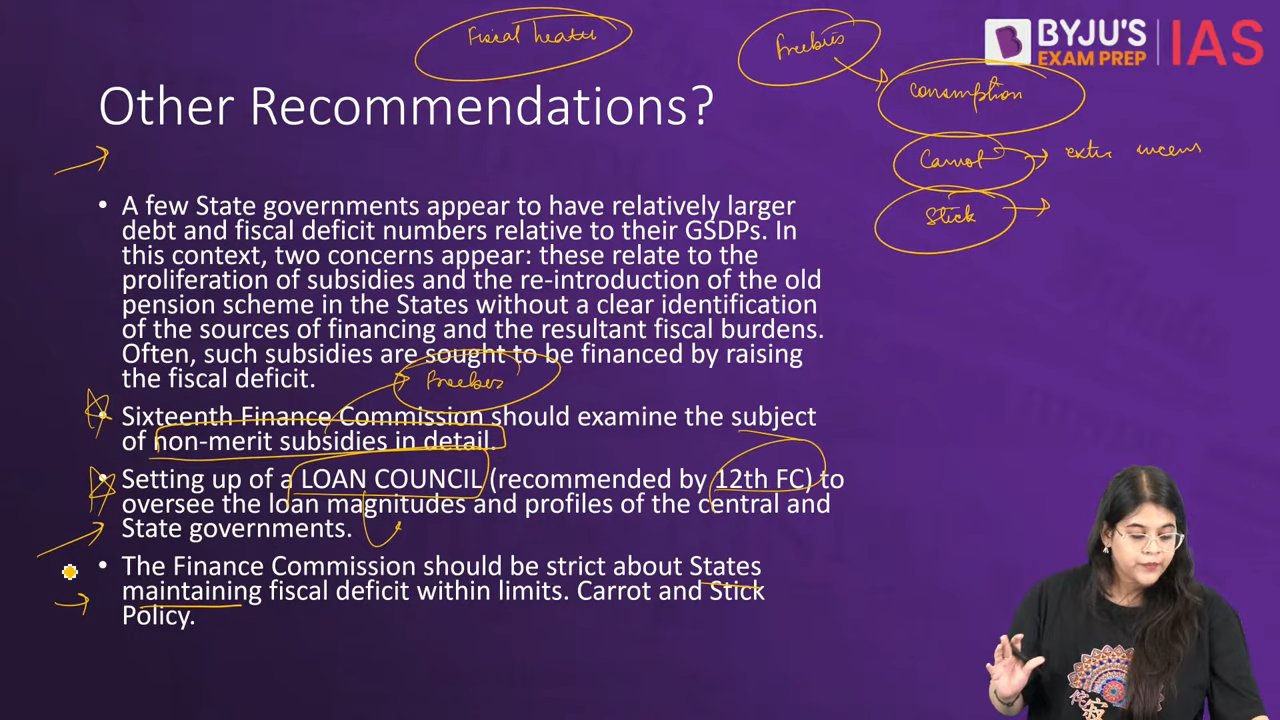 Fiscal health
freebies
BYJU'S
EXAM PREP
IAS
Consumption
Other Recommendations?
Carrot
extra
Stick
• A few State governments appear to have relatively larger
debt and fiscal deficit numbers relative to their GSDPs. In
this context, two concerns appear: these relate to the
proliferation of subsidies and the re-introduction of the old
pension scheme in the States without a clear identification
of the sources of financing and the resultant fiscal burdens.
Often, such subsidies are sought to be financed by raising
the fiscal deficit.
freebies
• Sixteenth Finance Commission should examine the subject
of non-merit subsidies in detail.
• Setting up of a LOAN COUNCIL (recommended by 12th FC) to
oversee the loan magnitudes and profiles of the central and
State governments.
• The Finance Commission should be strict about States
maintaining fiscal deficit within limits. Carrot and Stick
Policy.